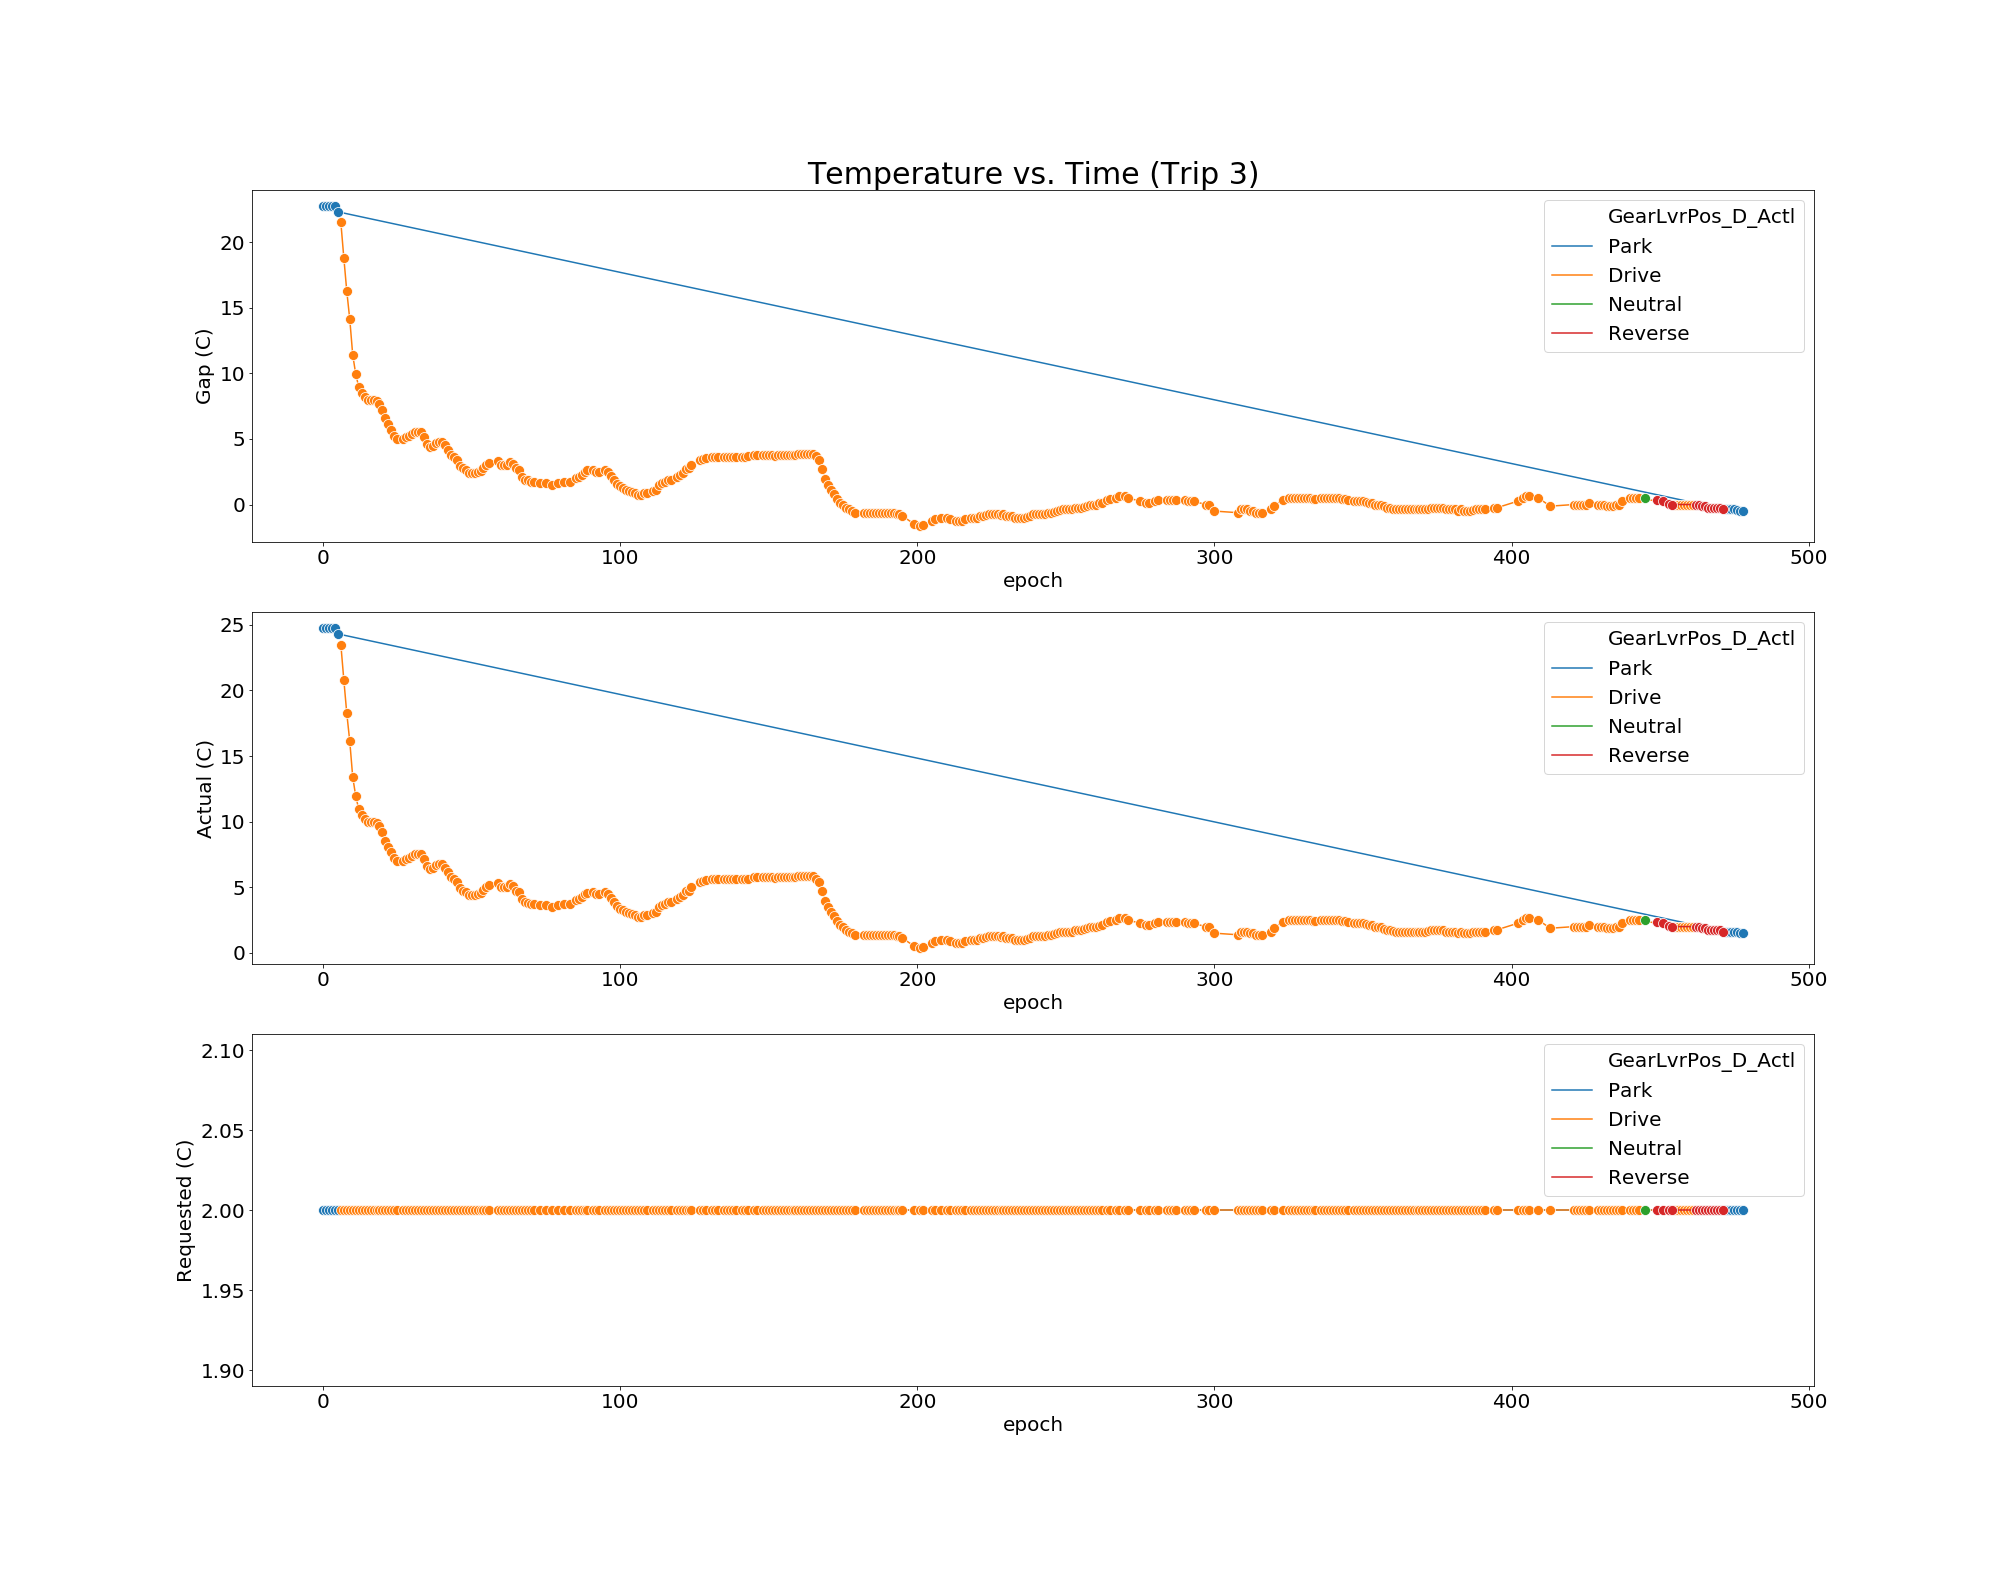 Temperature vs. Time (Trip 3)
Gap (C)
20
15
10
5
0
GearLvrPos_D_Actl
Park
Drive
Neutral
Reverse
0 100 200 300 400 500
epoch
Actual (C)
25
20
15
10
5
0
GearLvrPos_D_Actl
Park
Drive
Neutral
Reverse
0 100 200 300 400 500
epoch
Requested (C)
2.10
2.05
2.00
1.95
1.90
GearLvrPos_D_Actl
Park
Drive
Neutral
Reverse
0 100 200 300 400 500
epoch